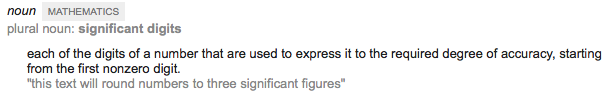 noun MATHEMATICS
plural noun: significant digits
each of the digits of a number that are used to express it to the required degree of accuracy, starting
from the first nonzero digit.
"this text will round numbers to three significant figures"